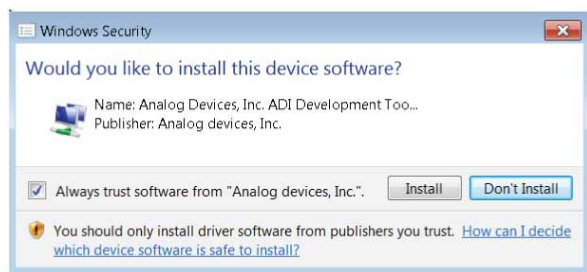 Windows Security
Would you like to install this device software?
Name: Analog Devices, Inc. ADI Development Too...
Publisher: Analog devices, Inc.
Always trust software from "Analog devices, Inc.".
Install
Don't Install
You should only install driver software from publishers you trust. How can I decide
which device software is safe to install?